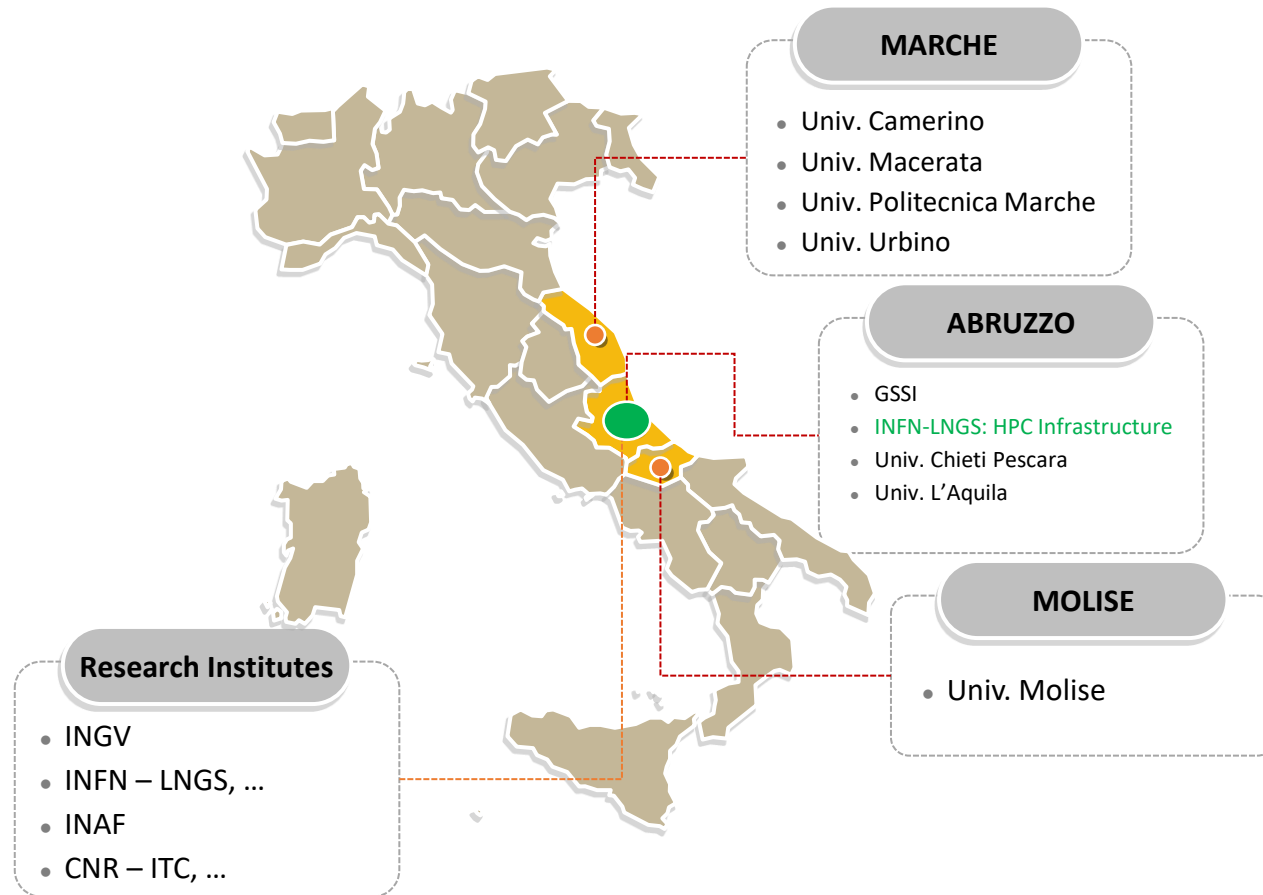 MARCHE
• Univ. Camerino
• Univ. Macerata
• Univ. Politecnica Marche
• Univ. Urbino
ABRUZZO
• GSSI
• INFN-LNGS: HPC Infrastructure
• Univ. Chieti Pescara
• Univ. L’Aquila
MOLISE
• Univ. Molise
Research Institutes
• INGV
• INFN – LNGS, …
• INAF
• CNR – ITC, …